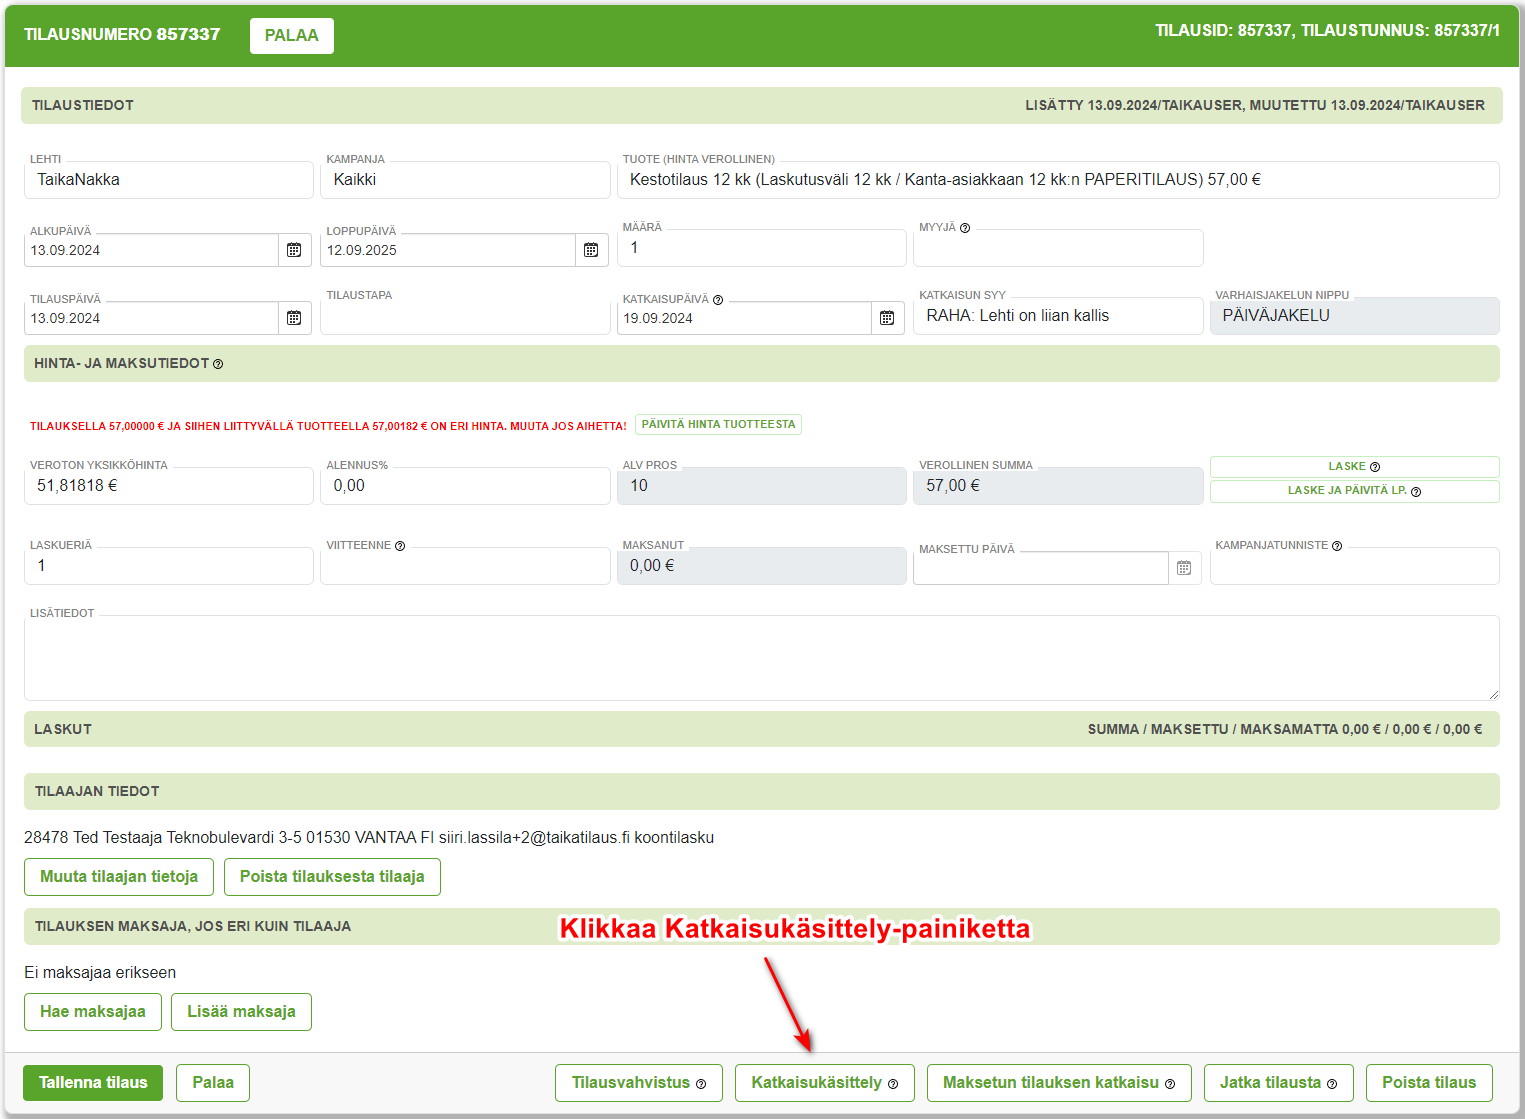 TILAUSNUMERO 857337 PALAA TILAUSID: 857337, TILAUSTUNNUS: 857337/1
TILAUSTIEDOT LISÄTTY 13.09.2024/TAIKAUSER, MUUTETTU 13.09.2024/TAIKAUSER
LEHTI KAMPANJA TUOTE (HINTA VEROLLINEN)
TaikaNakka Kaikki Kestotilaus 12 kk (Laskutusväli 12 kk / Kanta-asiakkaan 12 kk:n PAPERITILAUS) 57,00 €
ALKUPÄIVÄ LOPPUPÄIVÄ MÄÄRÄ MYYJÄ
13.09.2024 12.09.2025 1
TILAUSPÄIVÄ TILAUSTAPA KATKAISUPÄIVÄ KATKAISUN SYY VARHAISJAKELUN NIPPU
13.09.2024 19.09.2024 RAHA: Lehti on liian kallis PÄIVÄJAKELU
HINTA- JA MAKSUTIEDOT
TILAUKSELLA 57,00000 € JA SIIHEN LIITTYVÄLLÄ TUOTTEELLA 57,00182 € ON ERI HINTA. MUUTA JOS AIHETTA! PÄIVITÄ HINTA TUOTTEESTA
VEROTON YKSIKKÖHINTA ALENNUS% ALV PROS VEROLLINEN SUMMA LASKE
51,81818 € 0,00 10 57,00 € LASKE JA PÄIVITÄ LP.
LASKUERIÄ VIITTEENNE MAKSANUT MAKSETTU PÄIVÄ KAMPANJATUNNISTE
1 0,00 €
LISÄTIEDOT
LASKUT SUMMA / MAKSETTU / MAKSAMATTA 0,00 € / 0,00 € / 0,00 €
TILAAJAN TIEDOT
28478 Ted Testaaja Teknobulevardi 3-5 01530 VANTAA FI siiri.lassila+2@taikatilaus.fi koontilasku
Muuta tilaajan tietoja Poista tilauksesta tilaaja
TILAUKSEN MAKSAJA, JOS ERI KUIN TILAAJA Klikkaa Katkaisukäsittely-painiketta
Ei maksajaa erikseen
Hae maksajaa Lisää maksaja
Tallenna tilaus Palaa Tilausvahvistus Katkaisukäsittely Maksetun tilauksen katkaisu Jatka tilausta Poista tilaus